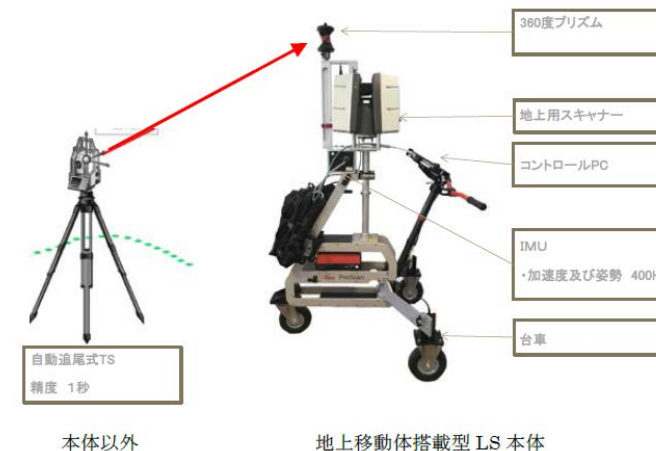 360度プリズム
地上用スキャナー
コントロールPC
IMU
・加速度及び姿勢 400H
台車
自動追尾式TS
精度 1秒
本体以外
地上移動体搭載型 LS 本体